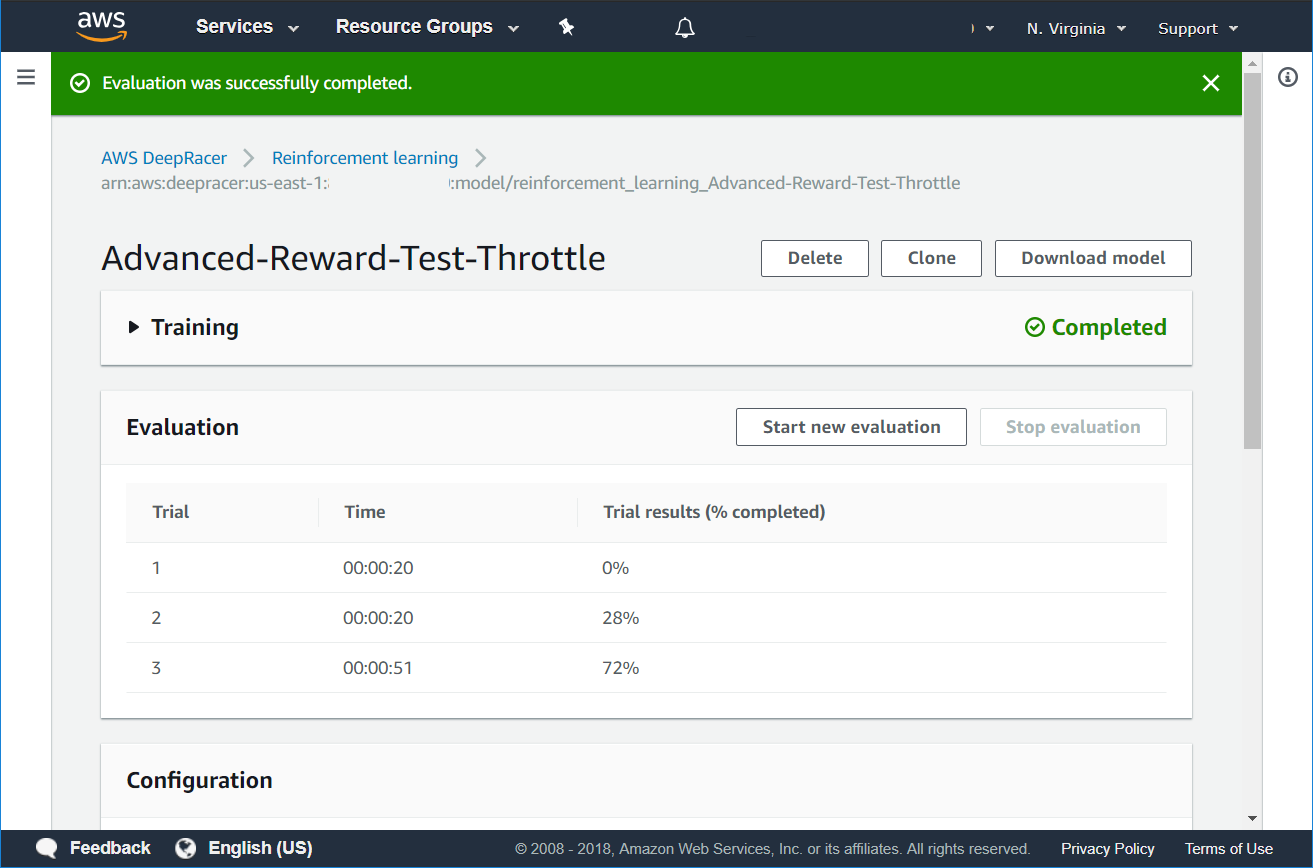 aws Services Resource Groups N. Virginia Support
Evaluation was successfully completed.
AWS DeepRacer Reinforcement learning
arn:aws:deepracer:us-east-1: :model/reinforcement_learning_Advanced-Reward-Test-Throttle
Advanced-Reward-Test-Throttle Delete Clone Download model
Training Completed
Evaluation Start new evaluation Stop evaluation
Trial Time Trial results (% completed)
1 00:00:20 0%
2 00:00:20 28%
3 00:00:51 72%
Configuration
Feedback English (US) © 2008 - 2018, Amazon Web Services, Inc. or its affiliates. All rights reserved. Privacy Policy Terms of Use